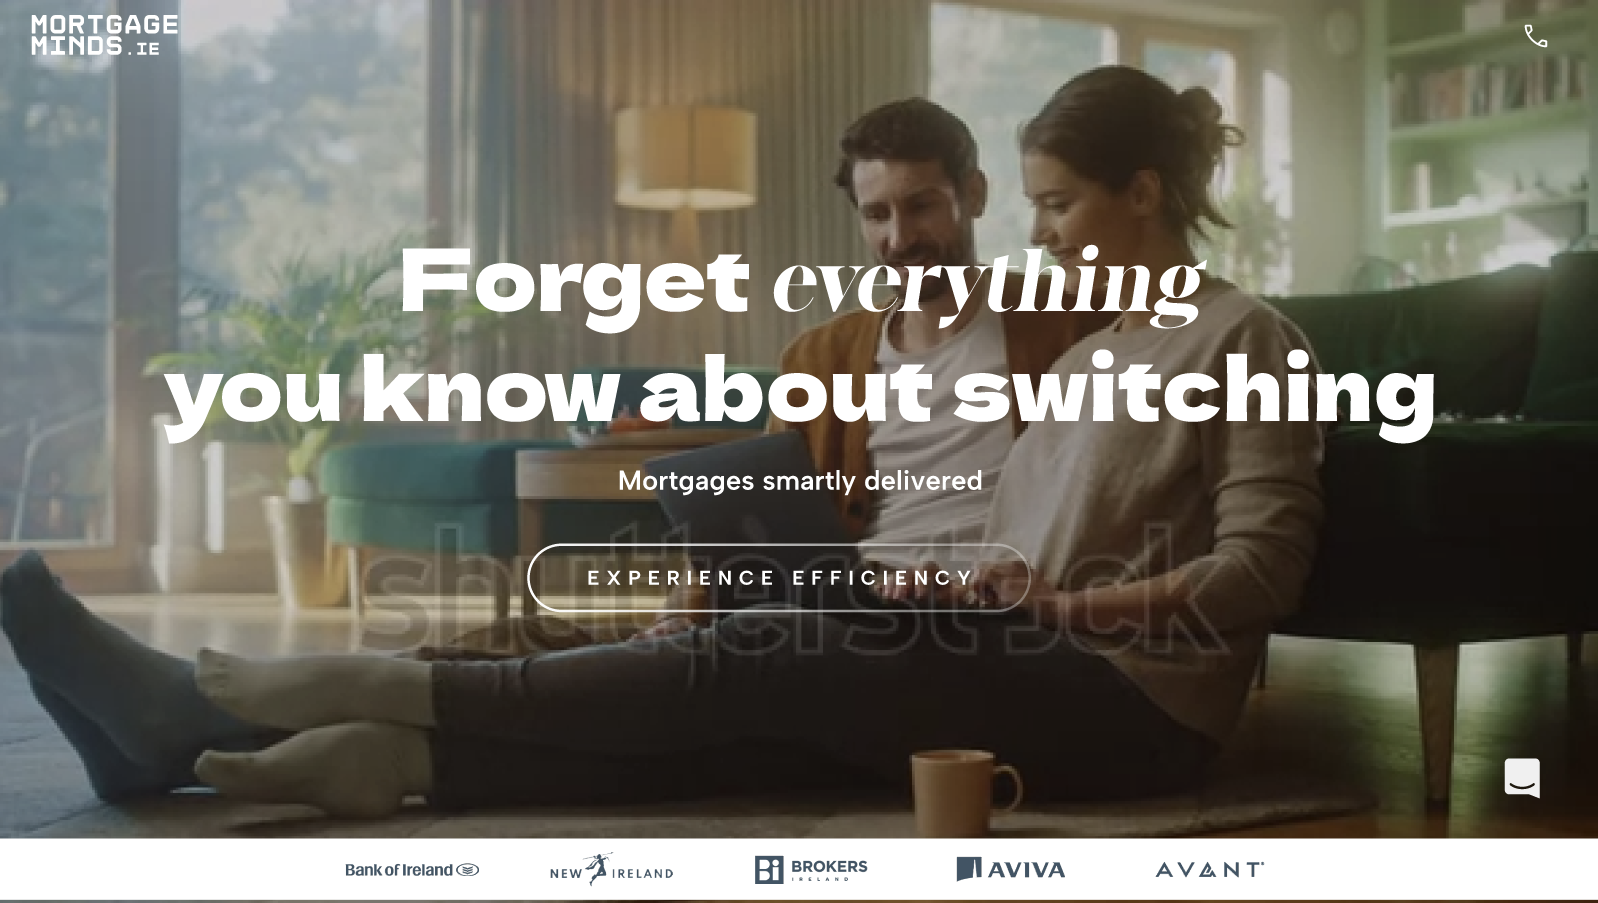 MORTGAGE
MINDS.IE
Forget everything
you know about switching
Mortgages smartly delivered
shutterstock
EXPERIENCE EFFICIENCY
Bank of Ireland
NEW IRELAND
Bi BROKERS
IRELAND
AVIVA
AVANT